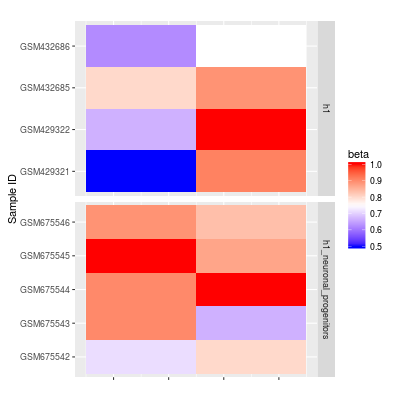 Sample ID
GSM432686
GSM432685
GSM429322
GSM429321
h1
GSM675546
GSM675545
GSM675544
GSM675543
GSM675542
h1_neuronal_progenitors
beta
1.0
0.9
0.8
0.7
0.6
0.5